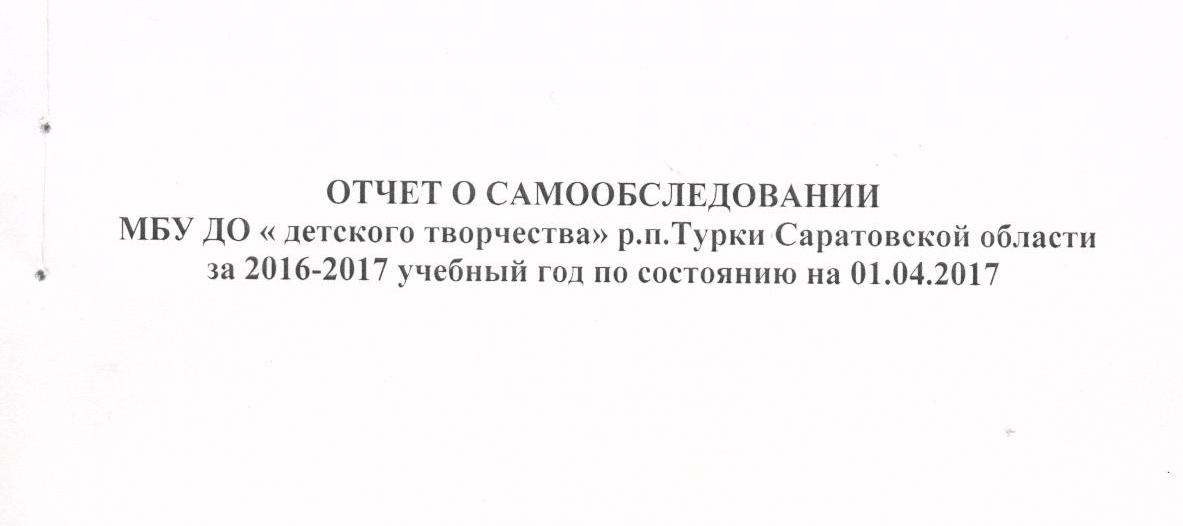 ОТЧЕТ О САМООБСЛЕДОВАНИИ
МБУ ДО « детского творчества» р.п.Турки Саратовской области
за 2016-2017 учебный год по состоянию на 01.04.2017